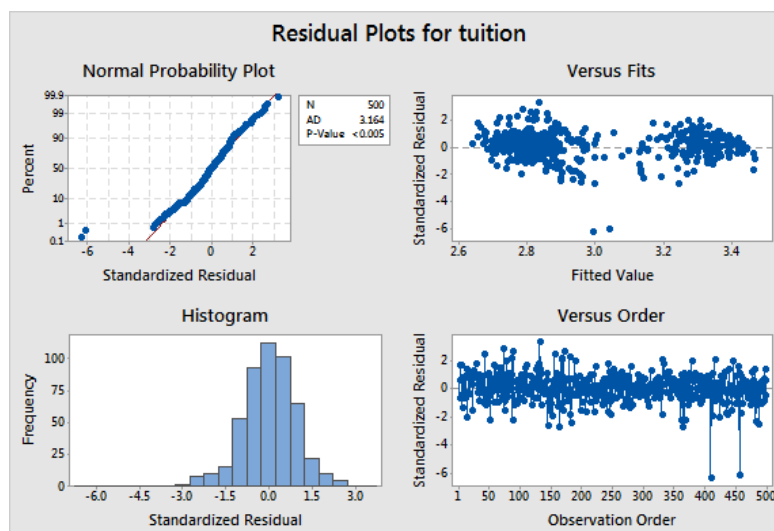 Residual Plots for tuition
Normal Probability Plot
99.9
99
90
50
10
1
0.1
Percent
-6 -4 -2 0 2
Standardized Residual
N 500
AD 3.164
P-Value <0.005
Versus Fits
2
0
-2
-4
-6
Standardized Residual
2.6 2.8 3.0 3.2 3.4
Fitted Value
Histogram
100
75
50
25
0
Frequency
-6.0 -4.5 -3.0 -1.5 0.0 1.5 3.0
Standardized Residual
Versus Order
2
0
-2
-4
-6
Standardized Residual
1 50 100 150 200 250 300 350 400 450 500
Observation Order